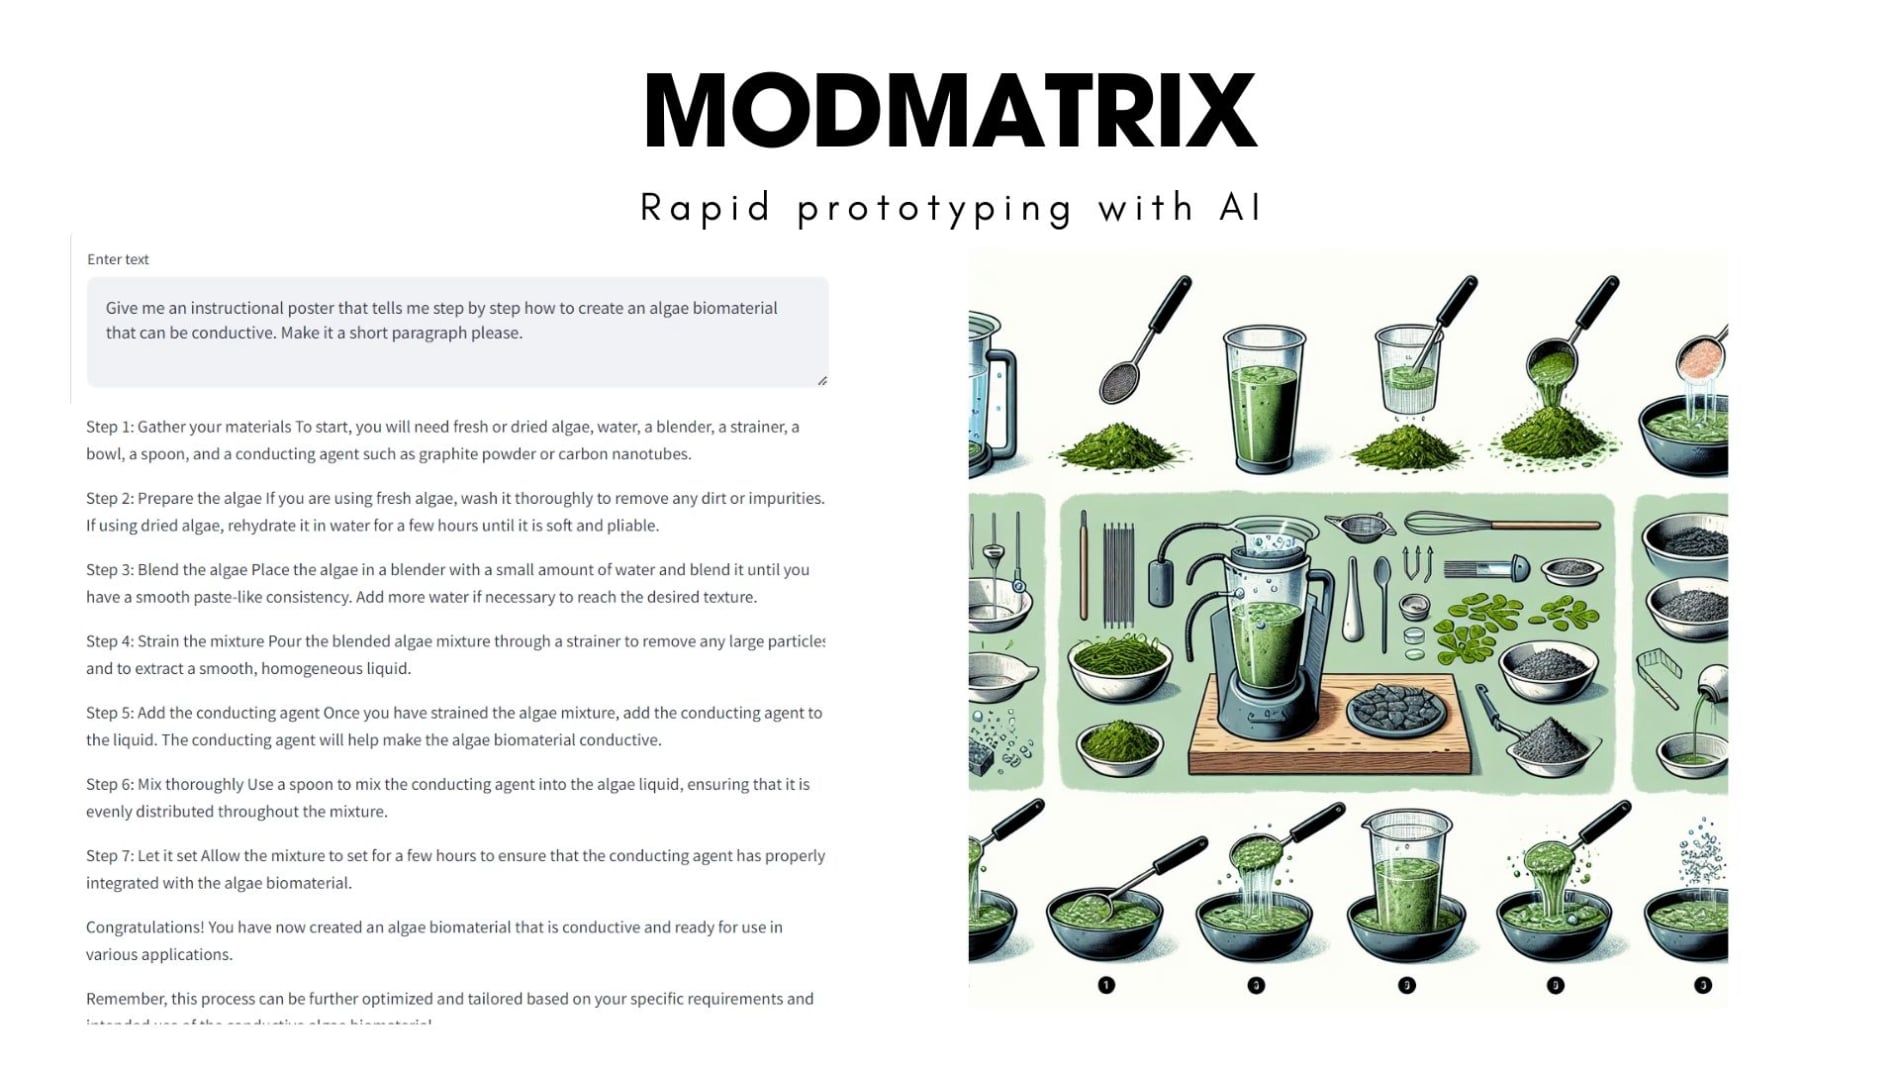 MODMATRIX
Rapid prototyping with AI
Enter text
Give me an instructional poster that tells me step by step how to create an algae biomaterial
that can be conductive. Make it a short paragraph please.
Step 1: Gather your materials To start, you will need fresh or dried algae, water, a blender, a strainer, a
bowl, a spoon, and a conducting agent such as graphite powder or carbon nanotubes.
Step 2: Prepare the algae If you are using fresh algae, wash it thoroughly to remove any dirt or impurities.
If using dried algae, rehydrate it in water for a few hours until it is soft and pliable.
Step 3: Blend the algae Place the algae in a blender with a small amount of water and blend it until you
have a smooth paste-like consistency. Add more water if necessary to reach the desired texture.
Step 4: Strain the mixture Pour the blended algae mixture through a strainer to remove any large particles
and to extract a smooth, homogeneous liquid.
Step 5: Add the conducting agent Once you have strained the algae mixture, add the conducting agent to
the liquid. The conducting agent will help make the algae biomaterial conductive.
Step 6: Mix thoroughly Use a spoon to mix the conducting agent into the algae liquid, ensuring that it is
evenly distributed throughout the mixture.
Step 7: Let it set Allow the mixture to set for a few hours to ensure that the conducting agent has properly
integrated with the algae biomaterial.
Congratulations! You have now created an algae biomaterial that is conductive and ready for use in
various applications.
Remember, this process can be further optimized and tailored based on your specific requirements and
intended use of the conductive algae biomaterial.
1